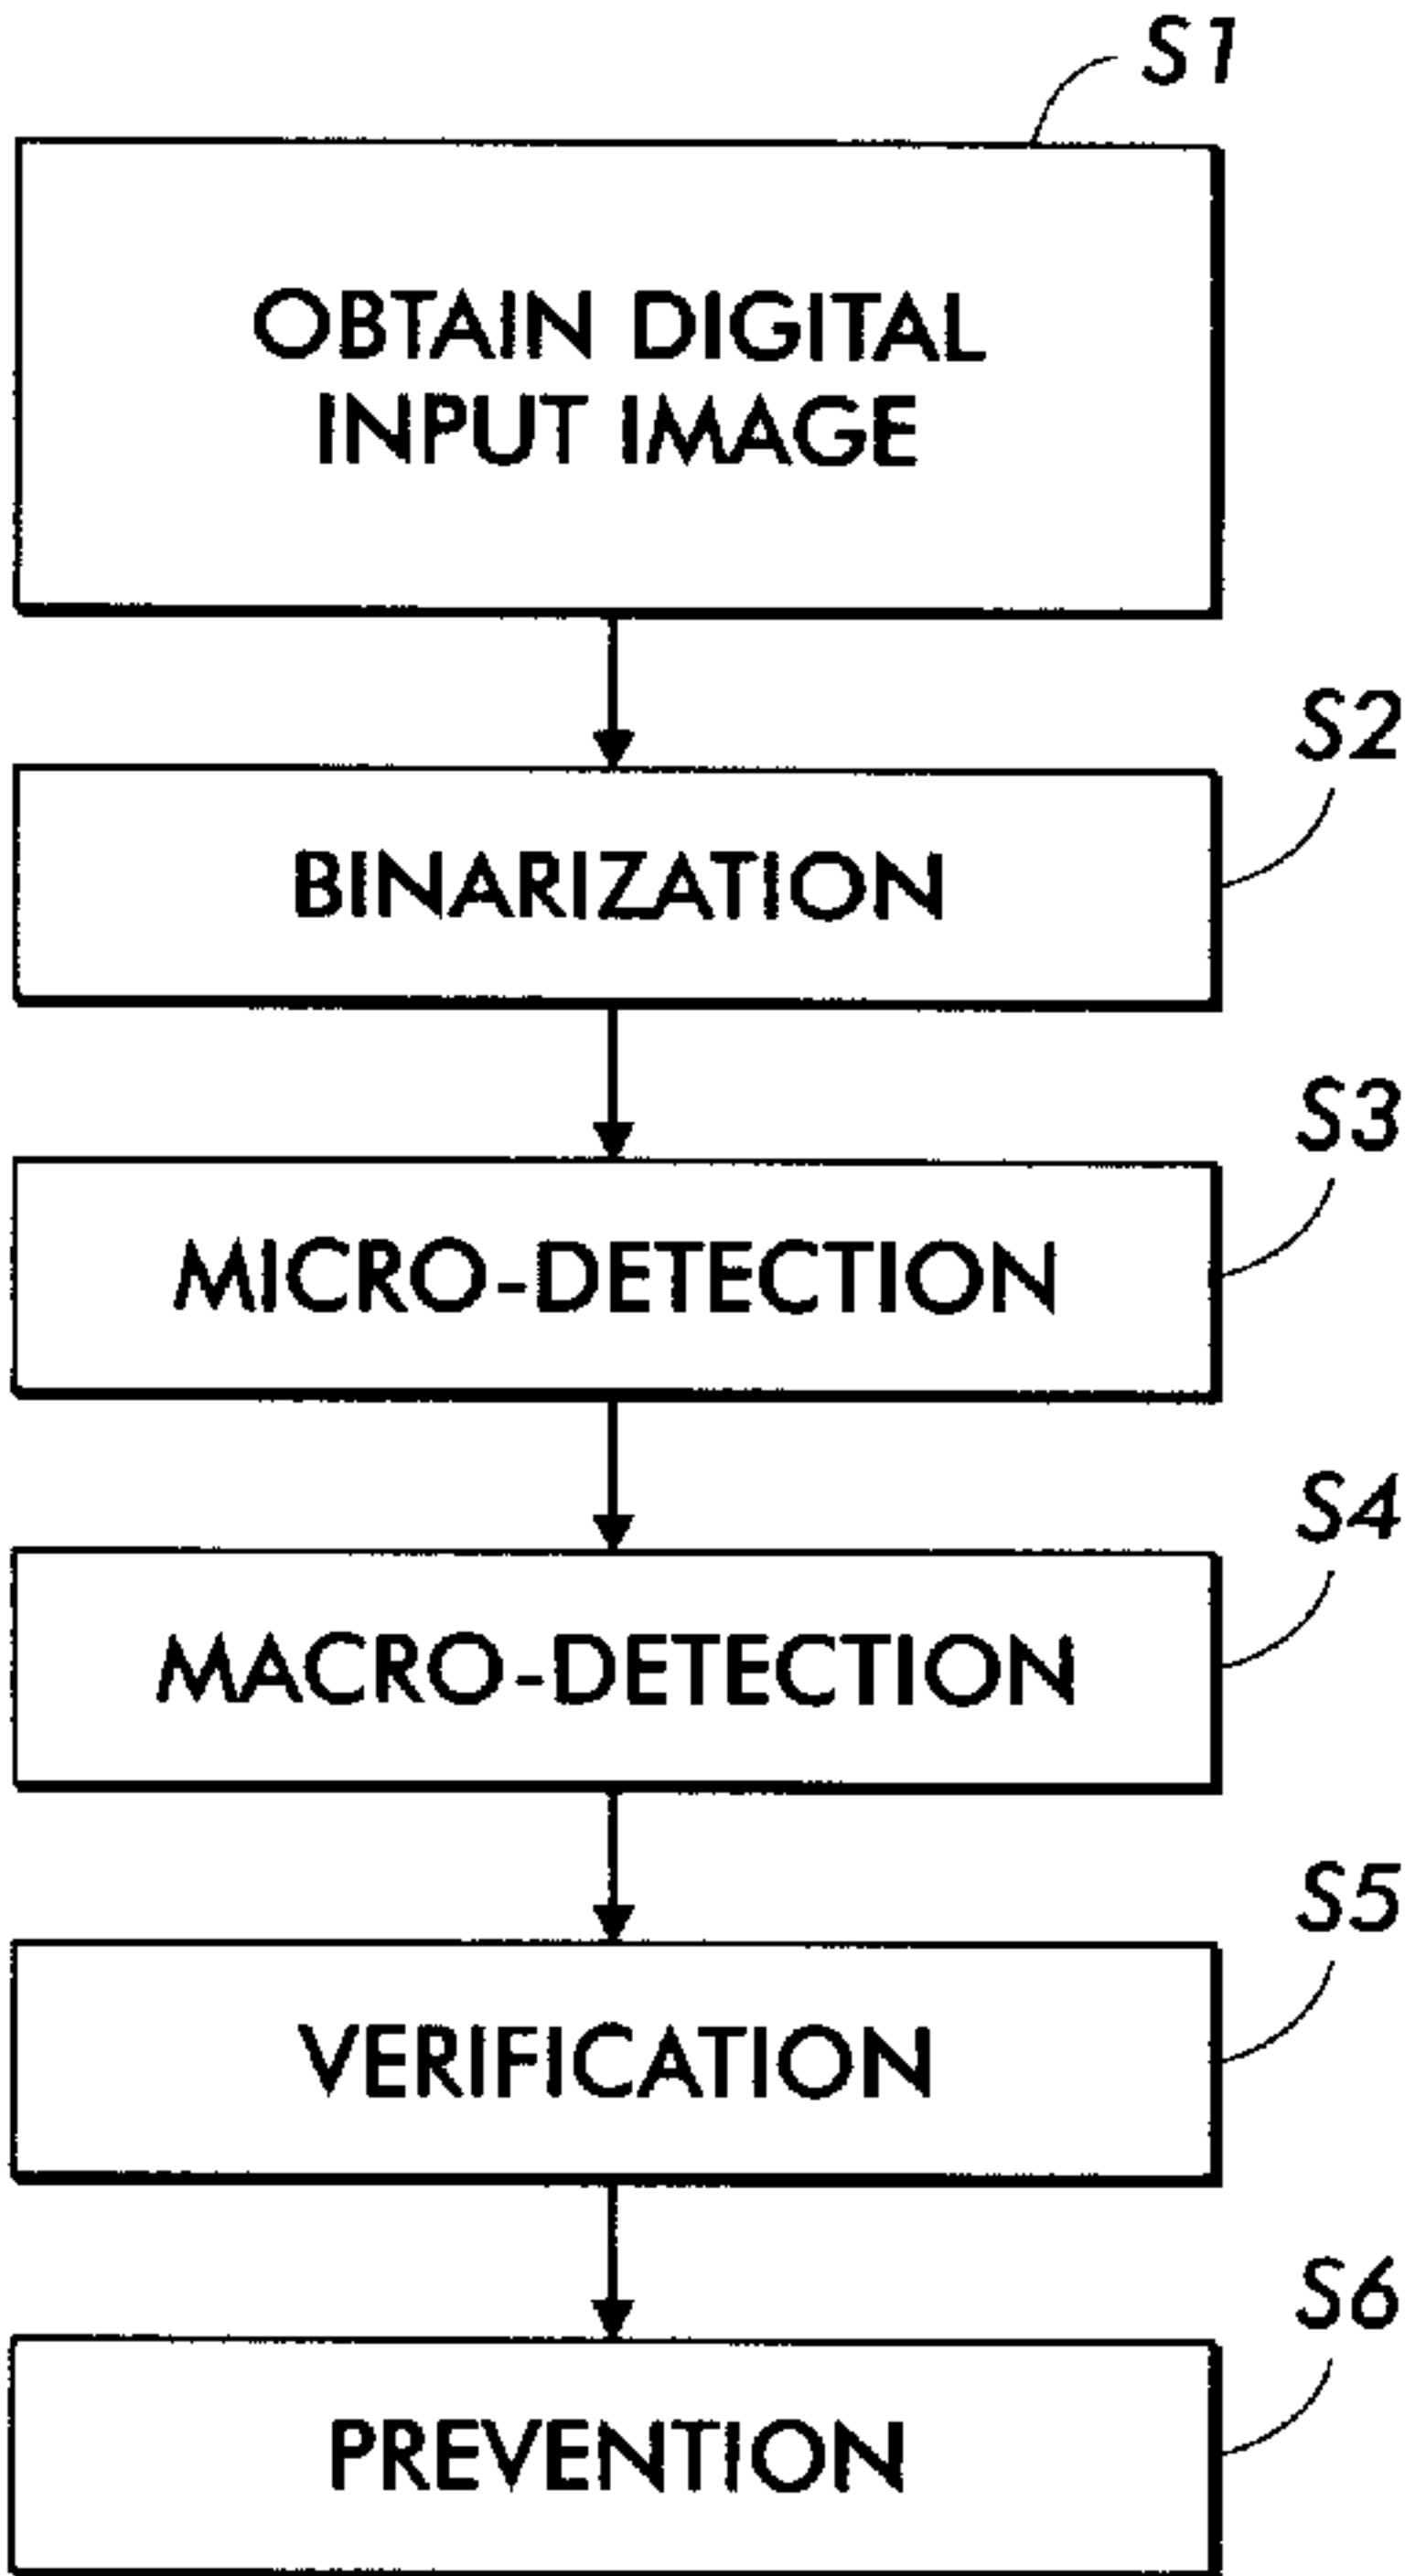 S1
OBTAIN DIGITAL
INPUT IMAGE
S2
BINARIZATION
S3
MICRO-DETECTION
S4
MACRO-DETECTION
S5
VERIFICATION
S6
PREVENTION